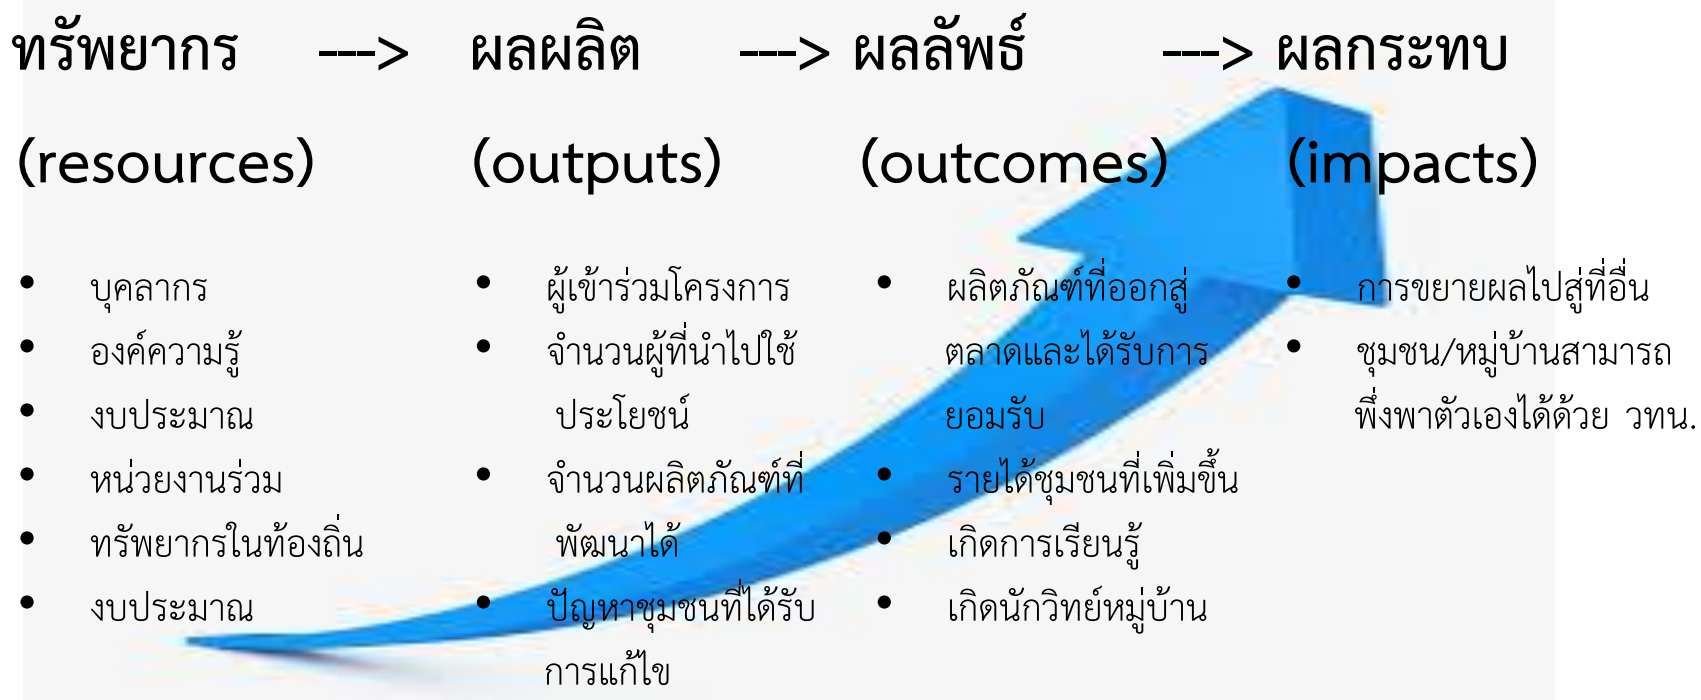 ทรัพยากร ---> ผลผลิต ---> ผลลัพธ์ ---> ผลกระทบ
(resources) (outputs) (outcomes) (impacts)
• บุคลากร
• องค์ความรู้
• งบประมาณ
• หน่วยงานร่วม
• ทรัพยากรในท้องถิ่น
• งบประมาณ
• ผู้เข้าร่วมโครงการ
• จำนวนผู้ที่นำไปใช้
ประโยชน์
• จำนวนผลิตภัณฑ์ที่
พัฒนาได้
• ปัญหาชุมชนที่ได้รับ
การแก้ไข
• ผลิตภัณฑ์ที่ออกสู่
ตลาดและได้รับการ
ยอมรับ
• รายได้ชุมชนที่เพิ่มขึ้น
• เกิดการเรียนรู้
• เกิดนักวิทย์หมู่บ้าน
• การขยายผลไปสู่ที่อื่น
• ชุมชน/หมู่บ้านสามารถ
พึ่งพาตัวเองได้ด้วย วทน.